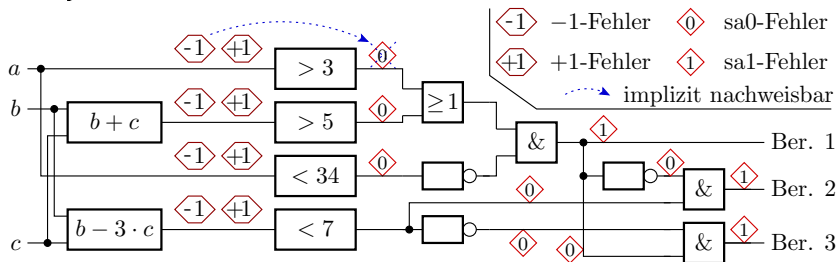 -1 −1-Fehler 0 sa0-Fehler
+1 +1-Fehler 1 sa1-Fehler
implizit nachweisbar
-1 +1 0
a > 3
≥1
b -1 +1 0
b + c > 5
& 1 Ber. 1
-1 +1 0
< 34
0 0 & 1 Ber. 2
-1 +1
c b − 3 · c < 7
0 0 & 1 Ber. 3